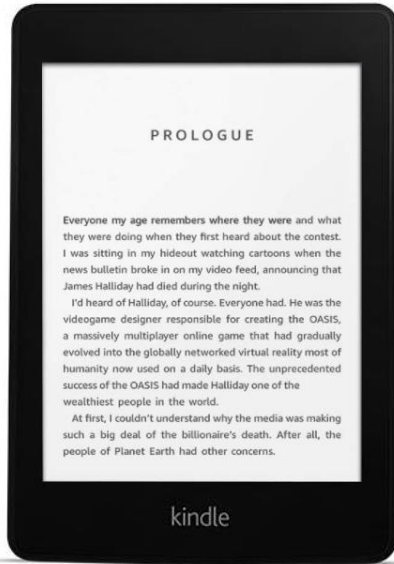 PROLOGUE
Everyone my age remembers where they were and what
they were doing when they first heard about the contest.
I was sitting in my hideout watching cartoons when the
news bulletin broke in on my video feed, announcing that
James Halliday had died during the night.
I'd heard of Halliday, of course. Everyone had. He was the
videogame designer responsible for creating the OASIS,
a massively multiplayer online game that had gradually
evolved into the globally networked virtual reality most of
humanity now used on a daily basis. The unprecedented
success of the OASIS had made Halliday one of the
wealthiest people in the world.
At first, I couldn't understand why the media was making
such a big deal of the billionaire's death. After all, the
people of Planet Earth had other concerns.
kindle